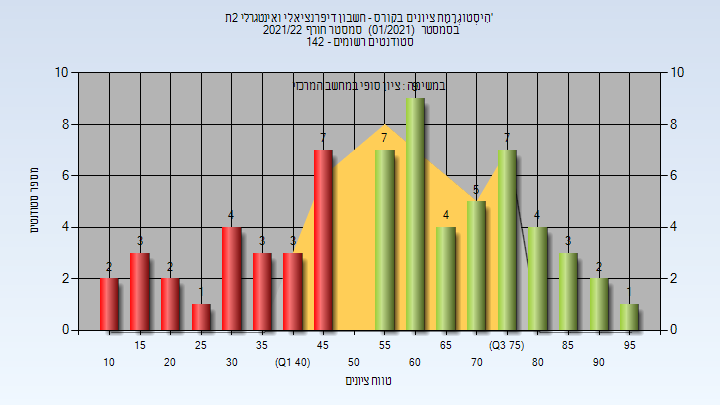 היסטוגרמת ציונים בקורס - חשבון דיפרנציאלי ואינטגרלי 2ת'
בסמסטר (01/2021) סמסטר חורף 2021/22
סטודנטים רשומים - 142
במשימה : ציון סופי במחשב המרכזי
מספר סטודנטים
10 10
8 8
6 6
4 4
2 2
0 0
2 3 2 1 4 3 3 7 7 9 4 5 7 4 3 2 1
15 25 35 45 55 65 (Q3 75) 85 95
10 20 30 (Q1 40) 50 60 70 80 90
טווח ציונים